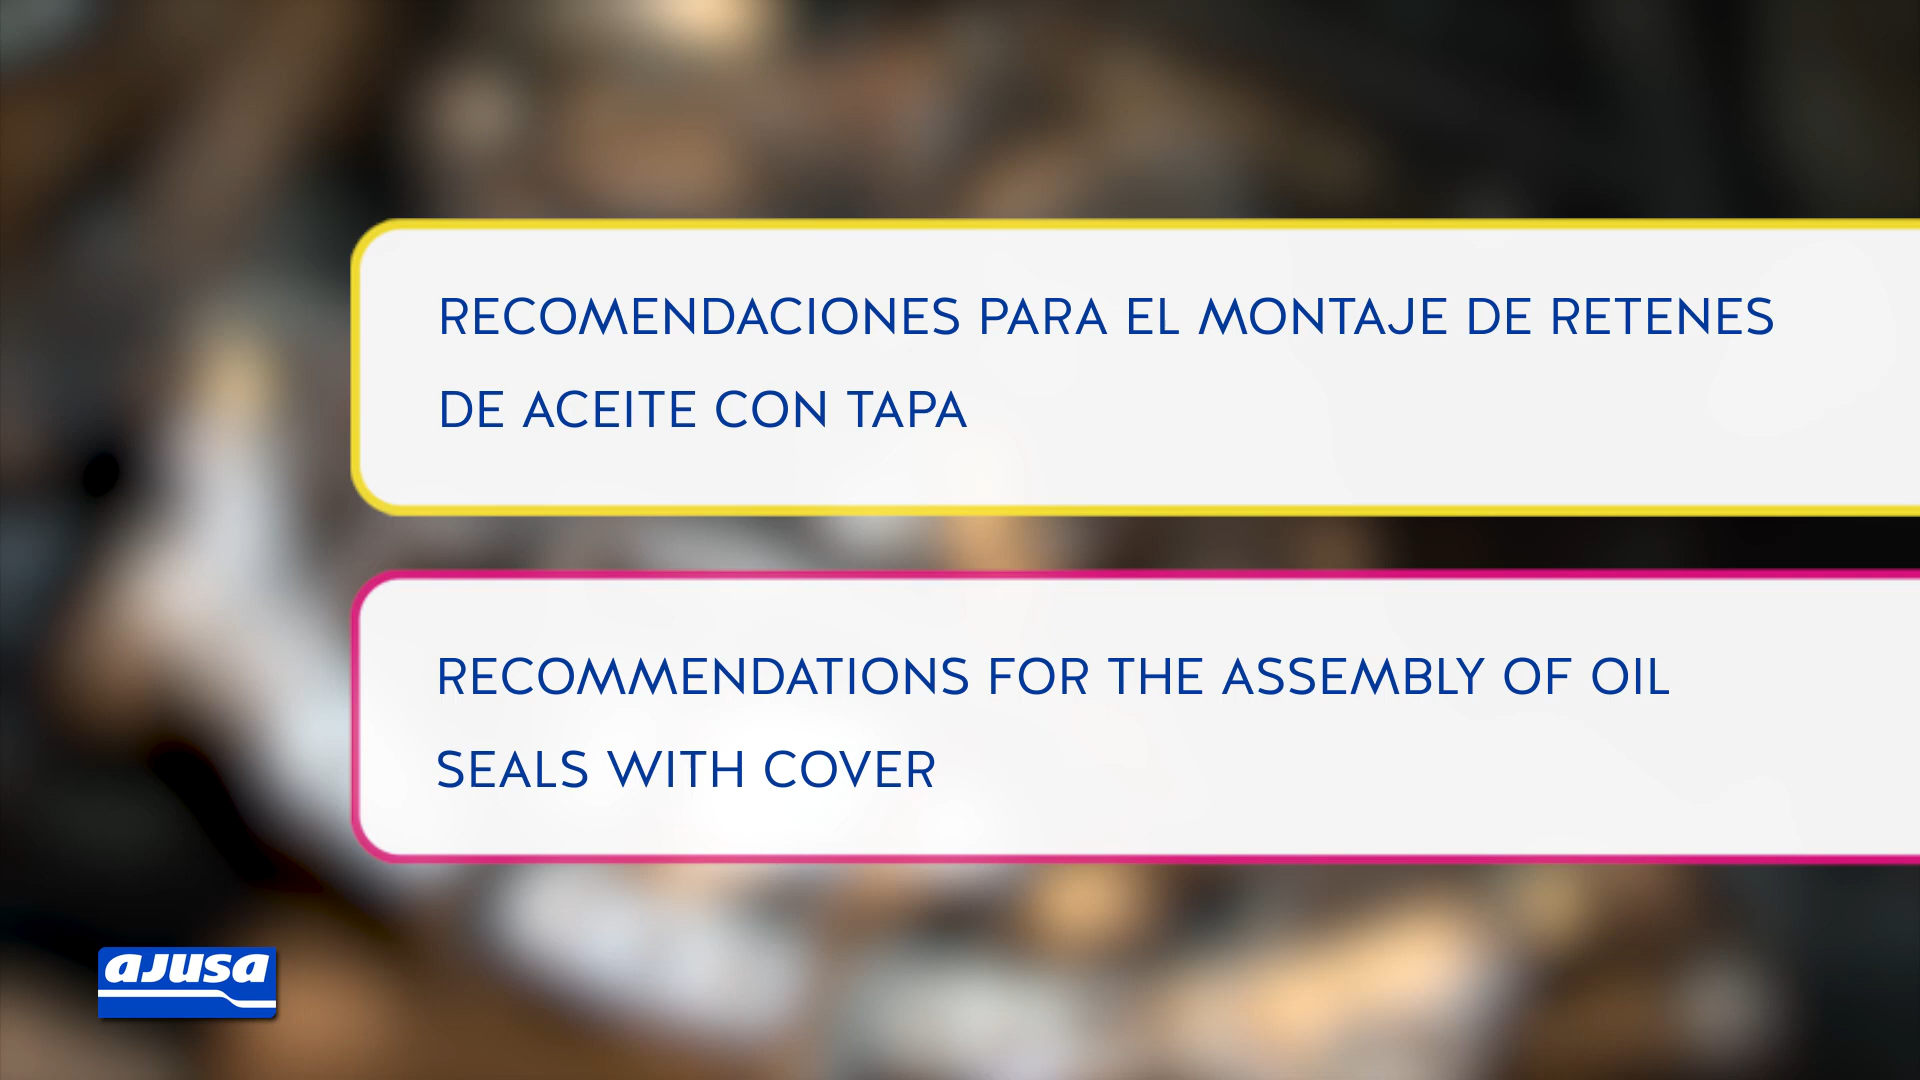 RECOMENDACIONES PARA EL MONTAJE DE RETENES
DE ACEITE CON TAPA
RECOMMENDATIONS FOR THE ASSEMBLY OF OIL
SEALS WITH COVER
ajusa